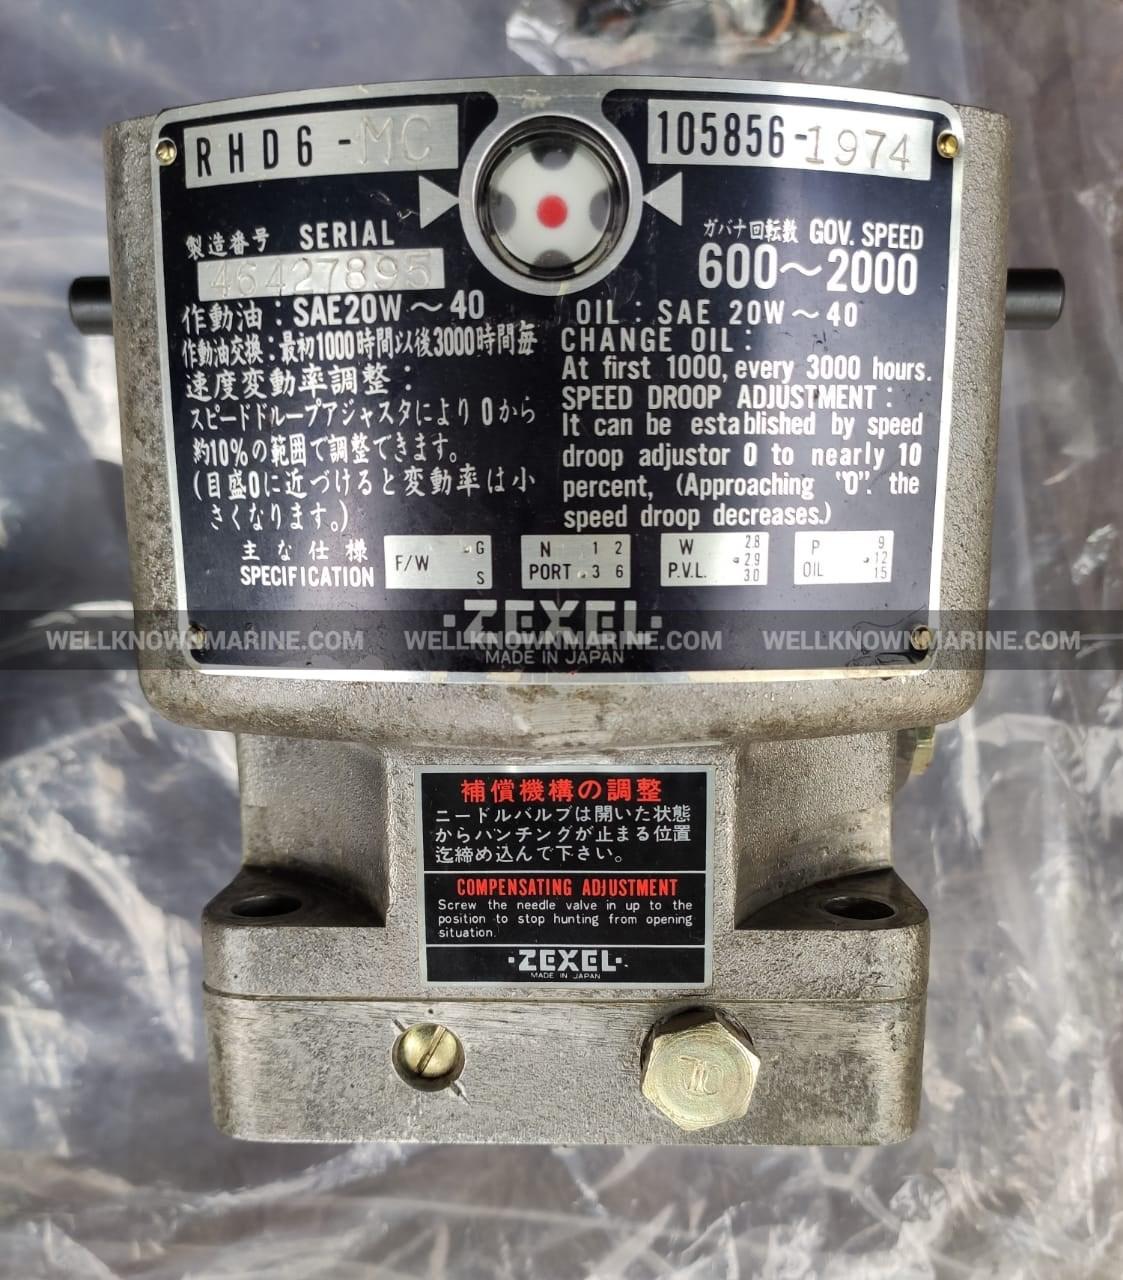 RHD6-MC
105856-1974
製造番号 SERIAL
46427895
ガバナ回転数 GOV. SPEED
600～2000
作動油：SAE20W～40
作動油交換：最初1000時間以後3000時間毎
速度変動率調整：
スピードドループアジャスタにより0から
約10%の範囲で調整できます。
(目盛0に近づけると変動率は小
さくなります。)
OIL : SAE 20W～40
CHANGE OIL :
At first 1000, every 3000 hours.
SPEED DROOP ADJUSTMENT :
It can be established by speed
droop adjustor 0 to nearly 10
percent, (Approaching "0". the
speed droop decreases.)
主な仕様
SPECIFICATION
F/W G S
N PORT 1 2 3 6
W P.V.L. 2.8 2.9 3.0
P OIL 9 12 15
·ZEXEL·
MADE IN JAPAN
WELLKNOWNMARINE.COM WELLKNOWNMARINE.COM WELLKNOWNMARINE.COM
補償機構の調整
ニードルバルブは開いた状態
からハンチングが止まる位置
迄締め込んで下さい。
COMPENSATING ADJUSTMENT
Screw the needle valve in up to the
position to stop hunting from opening
situation.
·ZEXEL·
MADE IN JAPAN